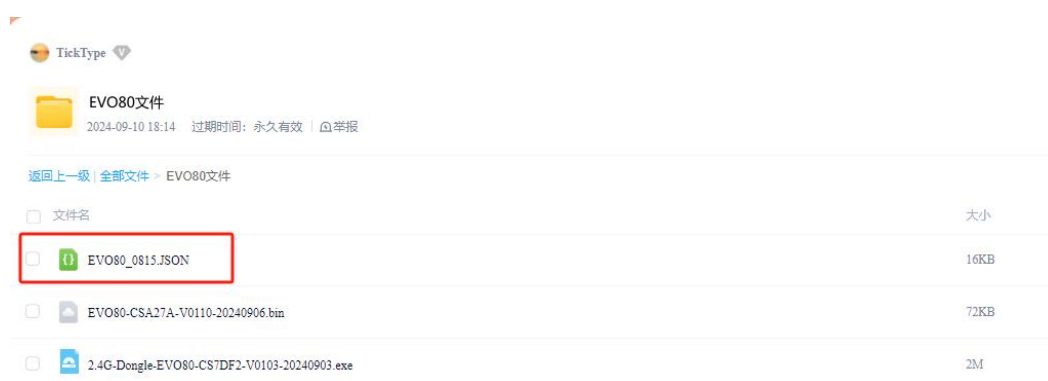 TickType
EVO80文件
2024-09-10 18:14 过期时间：永久有效 举报
返回上一级 | 全部文件 > EVO80文件
文件名 大小
EVO80_0815.JSON 16KB
EVO80-CSA27A-V0110-20240906.bin 72KB
2.4G-Dongle-EVO80-CS7DF2-V0103-20240903.exe 2M